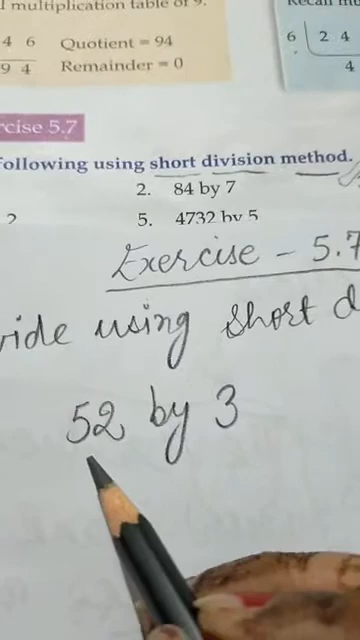 multiplication table of 9.
4 6 Quotient = 94
9 4 Remainder = 0
6 2 4
4
rcise 5.7
following using short division method.
2. 84 by 7
5. 4732 by 5
Exercise - 5.7
vide using short d
52 by 3